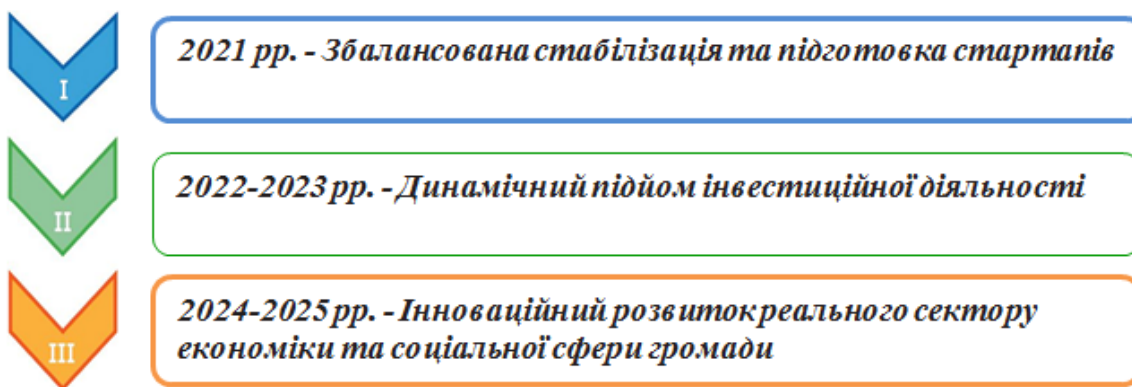 I
2021 рр. - Збалансована стабілізація та підготовка стартапів
II
2022-2023 рр. - Динамічний підйом інвестиційної діяльності
III
2024-2025 рр. - Інноваційний розвиток реального сектору
економіки та соціальної сфери громади